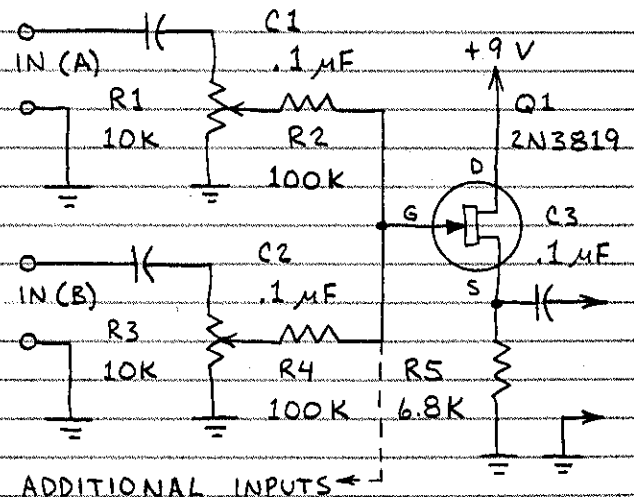 C1
.1 µF
IN (A)
R1
10K
R2
100K
+9 V
Q1
2N3819
D
G
S
C3
.1 µF
C2
.1 µF
IN (B)
R3
10K
R4
100K
R5
6.8K
ADDITIONAL INPUTS